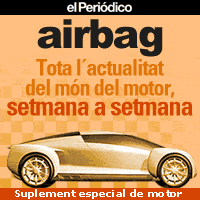 el Periódico
airbag
Tota l´actualitat
del món del motor,
setmana a setmana
Suplement especial de motor